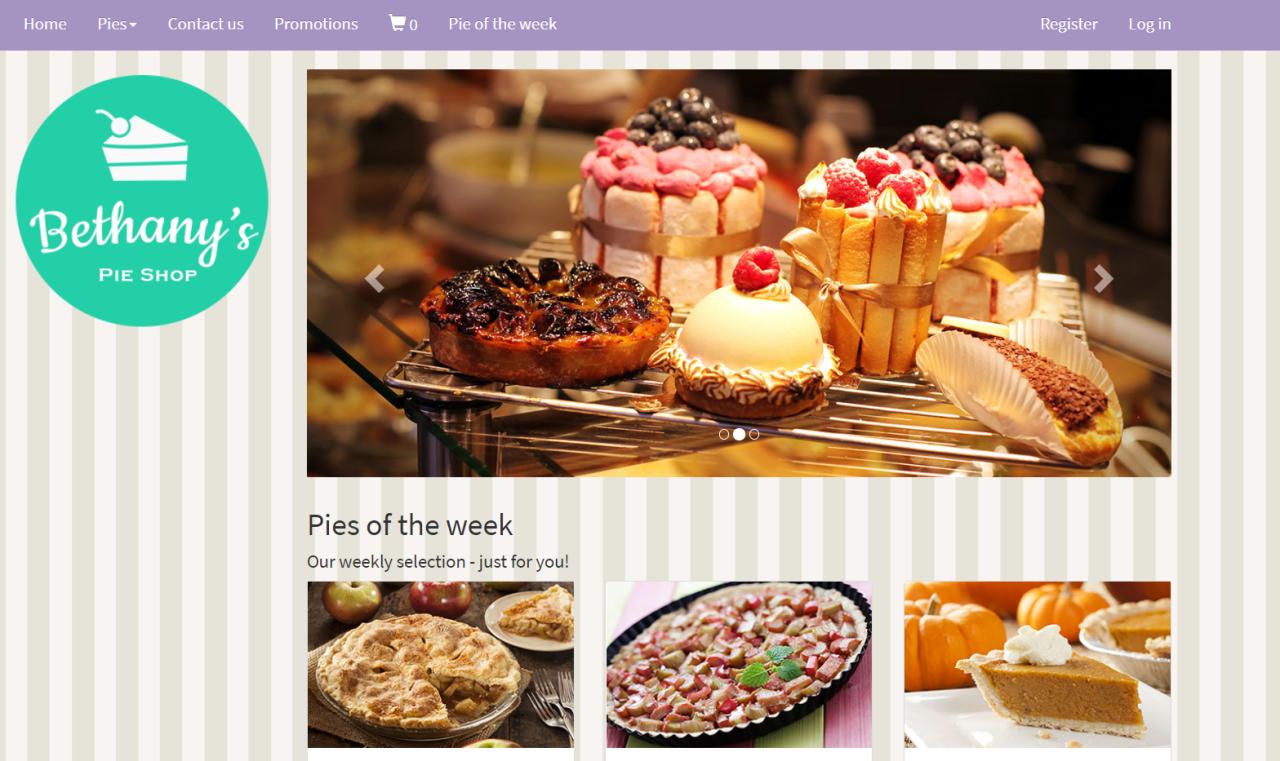 Home Pies Contact us Promotions 0 Pie of the week Register Log in
Bethany's
PIE SHOP
Pies of the week
Our weekly selection - just for you!